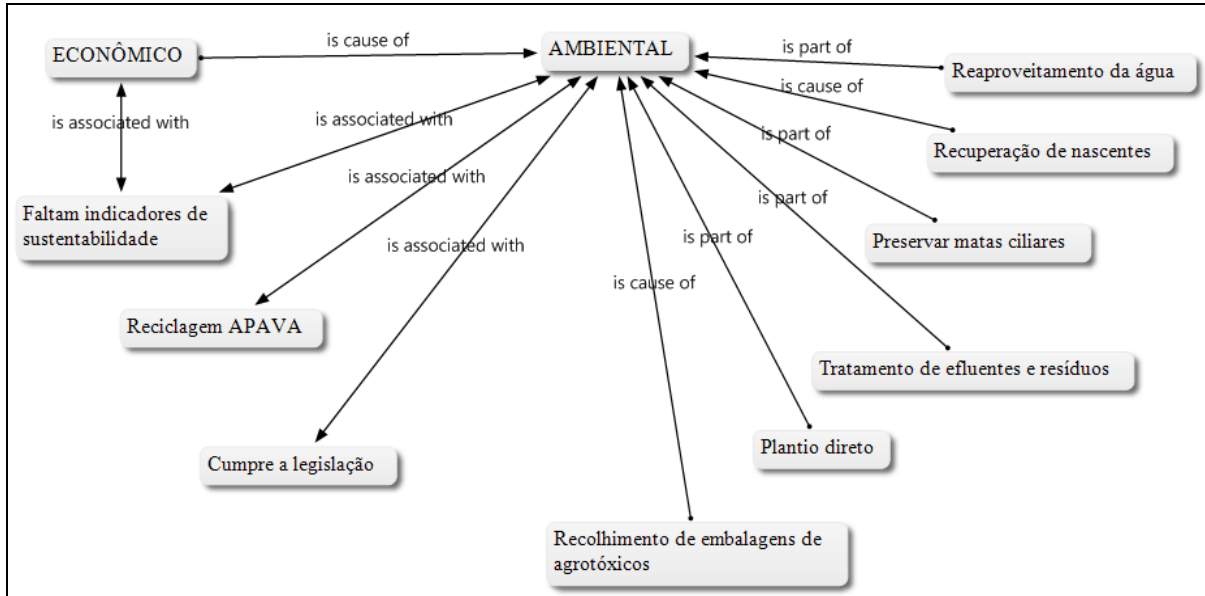 ECONÔMICO
is cause of
AMBIENTAL
is part of
Reaproveitamento da água
is cause of
is associated with
is associated with
is part of
Recuperação de nascentes
is associated with
is part of
Faltam indicadores de
sustentabilidade
is associated with
is part of
Preservar matas ciliares
is cause of
Reciclagem APAVA
Tratamento de efluentes e resíduos
Plantio direto
Cumpre a legislação
Recolhimento de embalagens de
agrotóxicos